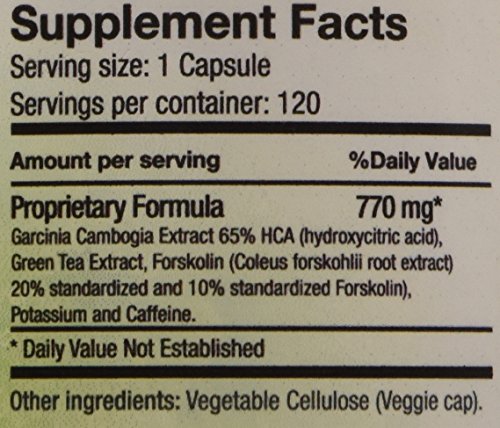 Supplement Facts
Serving size: 1 Capsule
Servings per container: 120
Amount per serving %Daily Value
Proprietary Formula 770 mg*
Garcinia Cambogia Extract 65% HCA (hydroxycitric acid),
Green Tea Extract, Forskolin (Coleus forskohlii root extract)
20% standardized and 10% standardized Forskolin),
Potassium and Caffeine.
* Daily Value Not Established
Other ingredients: Vegetable Cellulose (Veggie cap).